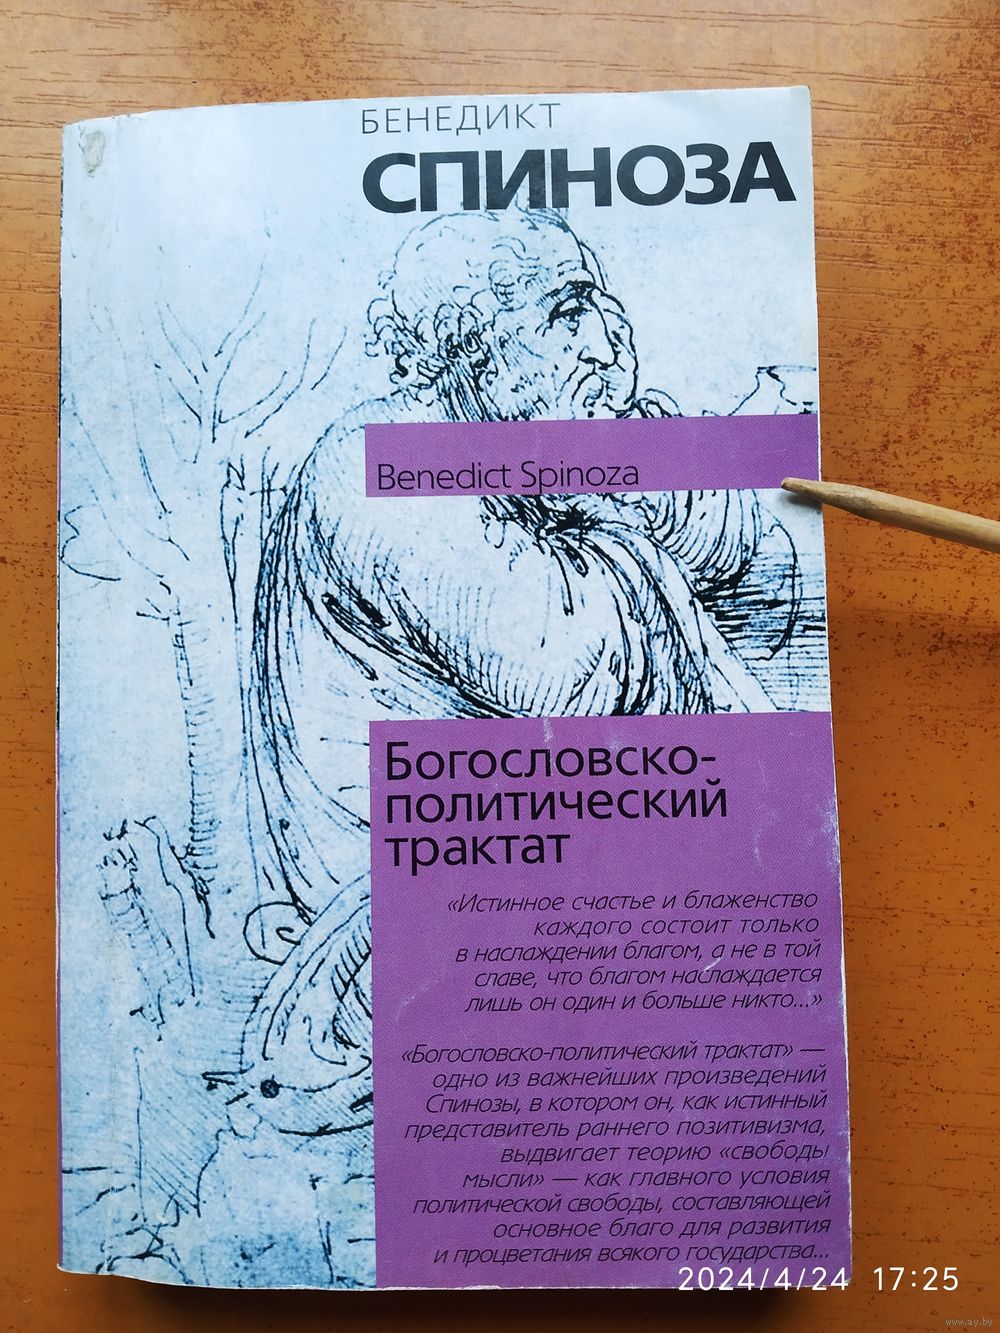 БЕНЕДИКТ
СПИНОЗА
Benedict Spinoza
Богословско-
политический
трактат
«Истинное счастье и блаженство
каждого состоит только
в наслаждении благом, а не в той
славе, что благом наслаждается
лишь он один и больше никто...»
«Богословско-политический трактат» —
одно из важнейших произведений
Спинозы, в котором он, как истинный
представитель раннего позитивизма,
выдвигает теорию «свободы
мысли» — как главного условия
политической свободы, составляющей
основное благо для развития
и процветания всякого государства...
2024/4/24 17:25
www.ay.by